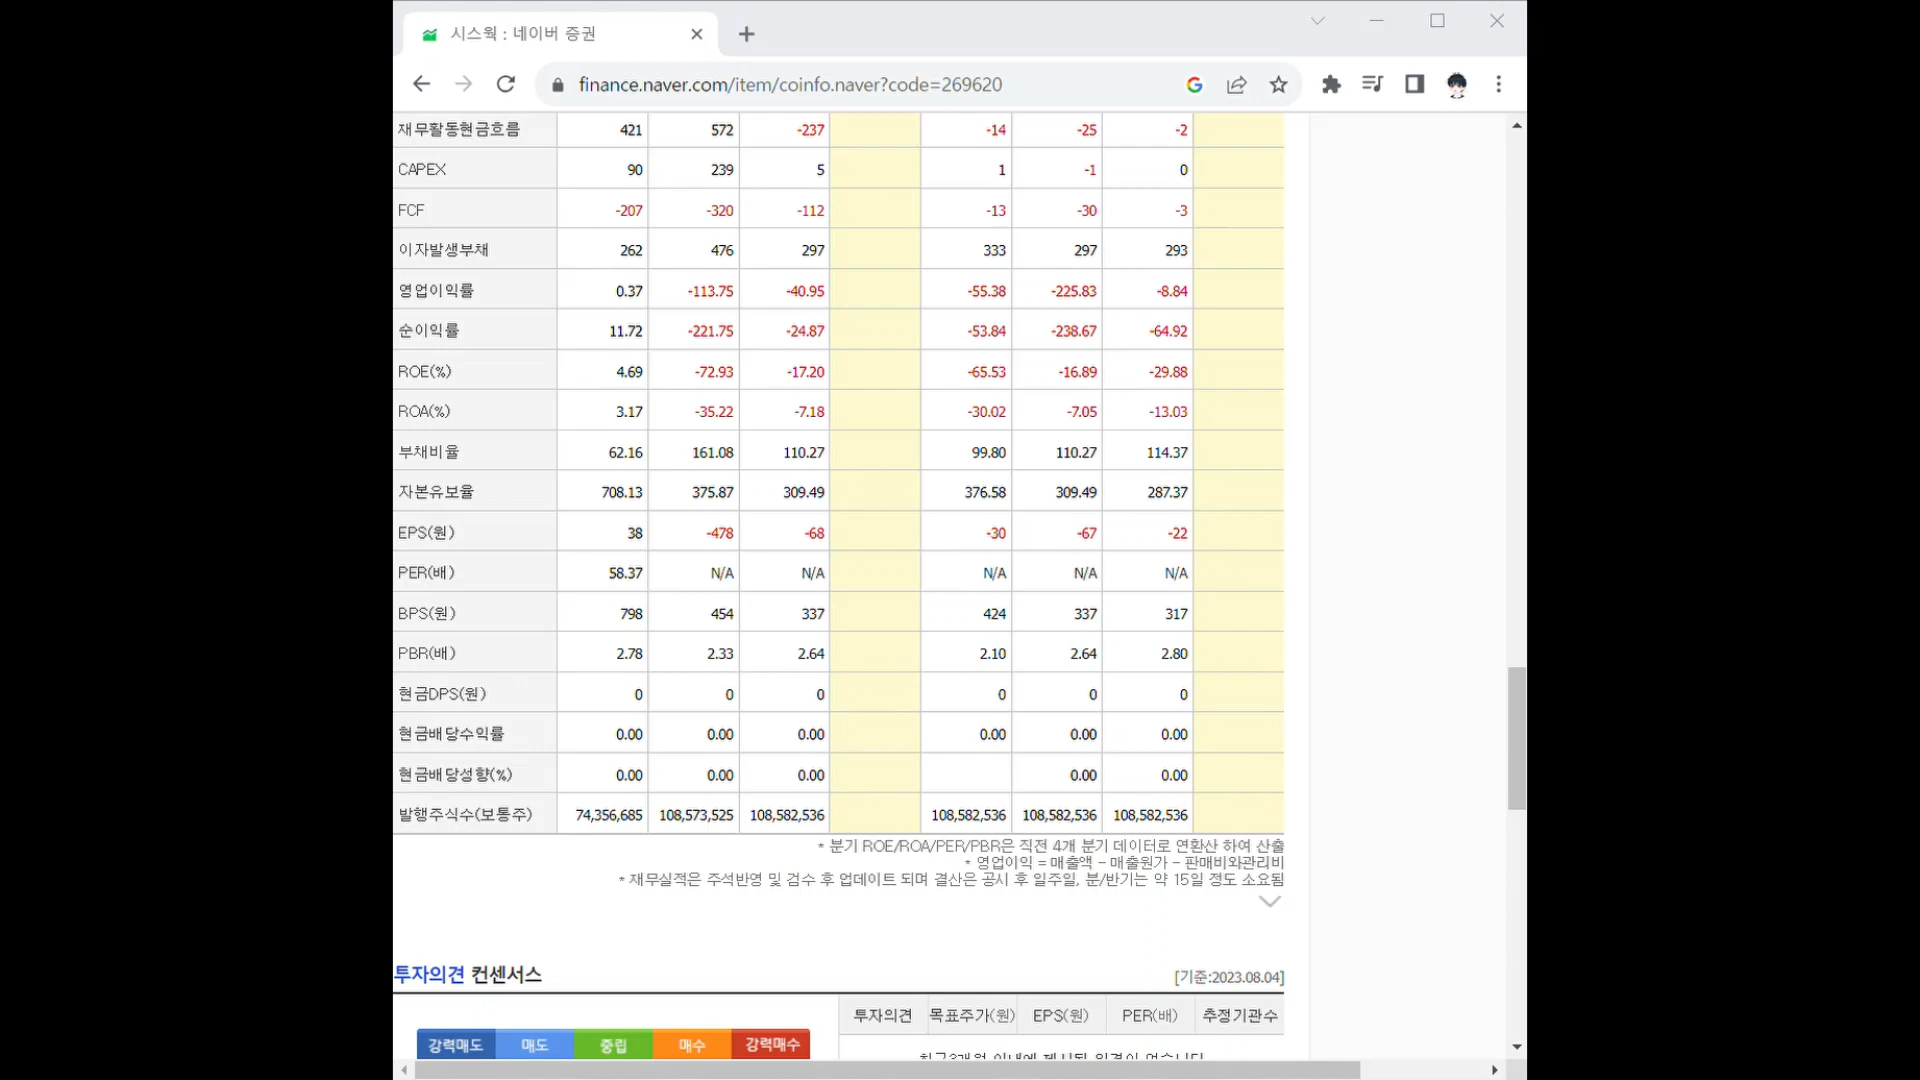 시스웍 : 네이버 증권
finance.naver.com/item/coinfo.naver?code=269620
재무활동현금흐름 421 572 -237 -14 -25 -2
CAPEX 90 239 5 1 -1 0
FCF -207 -320 -112 -13 -30 -3
이자발생부채 262 476 297 333 297 293
영업이익률 0.37 -113.75 -40.95 -55.38 -225.83 -8.84
순이익률 11.72 -221.75 -24.87 -53.84 -238.67 -64.92
ROE(%) 4.69 -72.93 -17.20 -65.53 -16.89 -29.88
ROA(%) 3.17 -35.22 -7.18 -30.02 -7.05 -13.03
부채비율 62.16 161.08 110.27 99.80 110.27 114.37
자본유보율 708.13 375.87 309.49 376.58 309.49 287.37
EPS(원) 38 -478 -68 -30 -67 -22
PER(배) 58.37 N/A N/A N/A N/A N/A
BPS(원) 798 454 337 424 337 317
PBR(배) 2.78 2.33 2.64 2.10 2.64 2.80
현금DPS(원) 0 0 0 0 0 0
현금배당수익률 0.00 0.00 0.00 0.00 0.00 0.00
현금배당성향(%) 0.00 0.00 0.00 0.00 0.00
발행주식수(보통주) 74,356,685 108,573,525 108,582,536 108,582,536 108,582,536 108,582,536
* 분기 ROE/ROA/PER/PBR은 직전 4개 분기 데이터로 연환산 하여 산출
* 영업이익 = 매출액 - 매출원가 - 판매비와관리비
* 재무실적은 주석반영 및 검수 후 업데이트 되며 결산은 공시 후 일주일, 분/반기는 약 15일 정도 소요됨
투자의견 컨센서스 [기준:2023.08.04]
투자의견 목표주가(원) EPS(원) PER(배) 추정기관수
강력매도 매도 중립 매수 강력매수